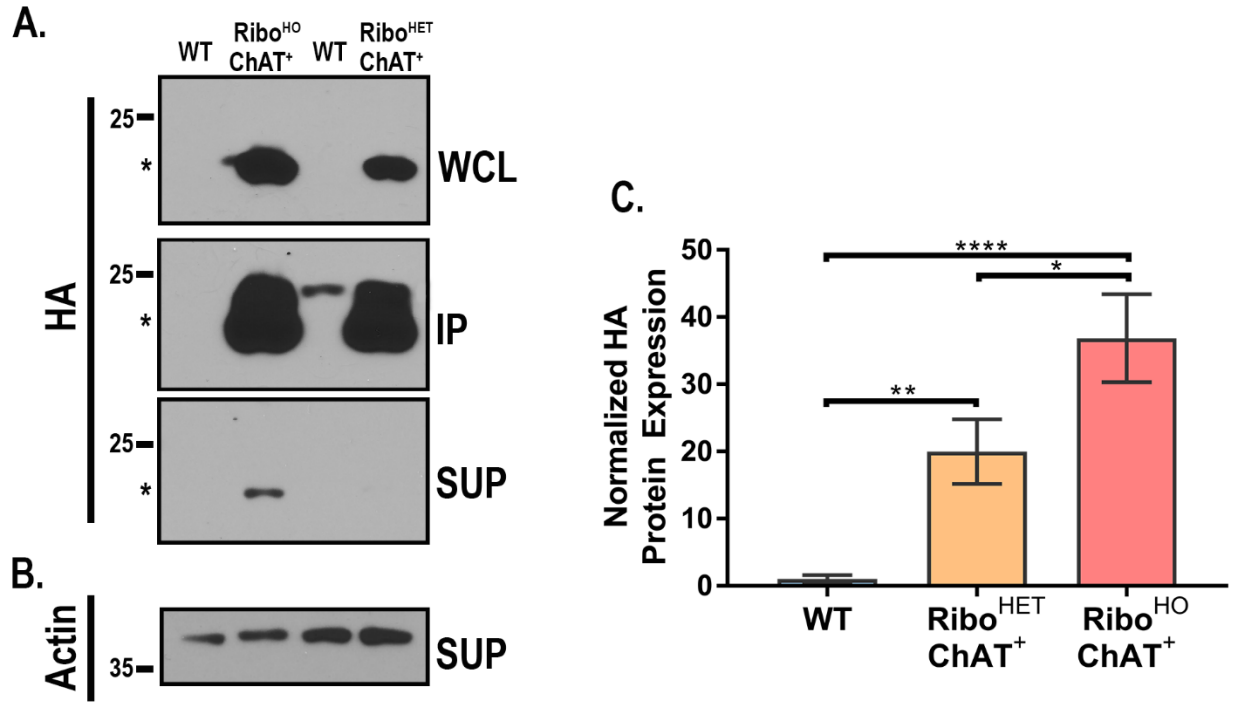 A.
WT
Ribo^HO
ChAT⁺
WT
Ribo^HET
ChAT⁺
HA
25
*
WCL
25
*
IP
25
*
SUP
B.
Actin
35
SUP
C.
Normalized HA
Protein Expression
50
40
30
20
10
0
****
*
**
WT
Ribo^HET
ChAT⁺
Ribo^HO
ChAT⁺